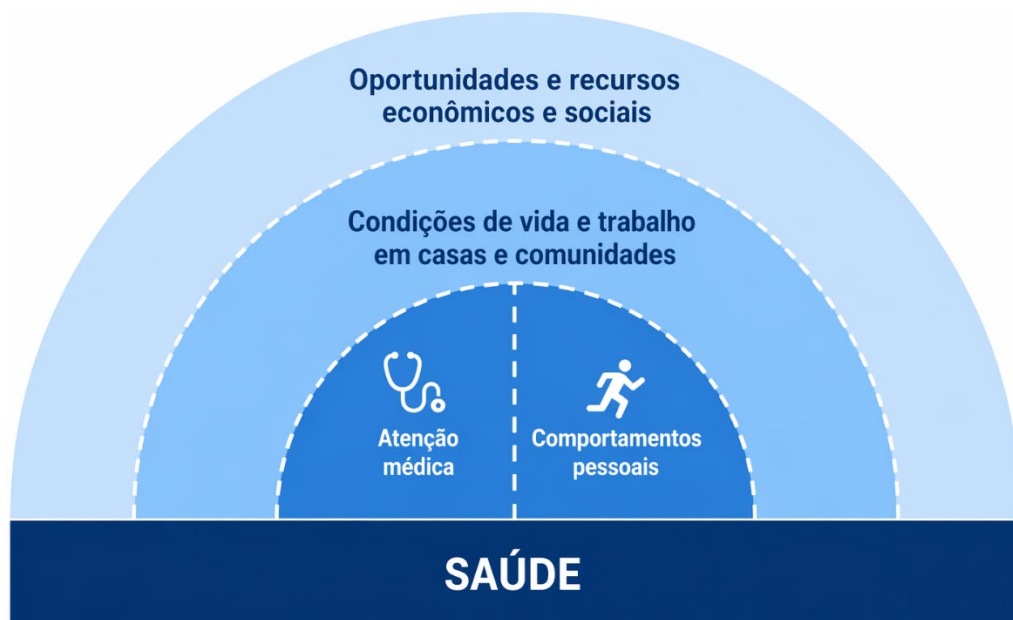 Oportunidades e recursos
econômicos e sociais
Condições de vida e trabalho
em casas e comunidades
Atenção
médica
Comportamentos
pessoais
SAÚDE